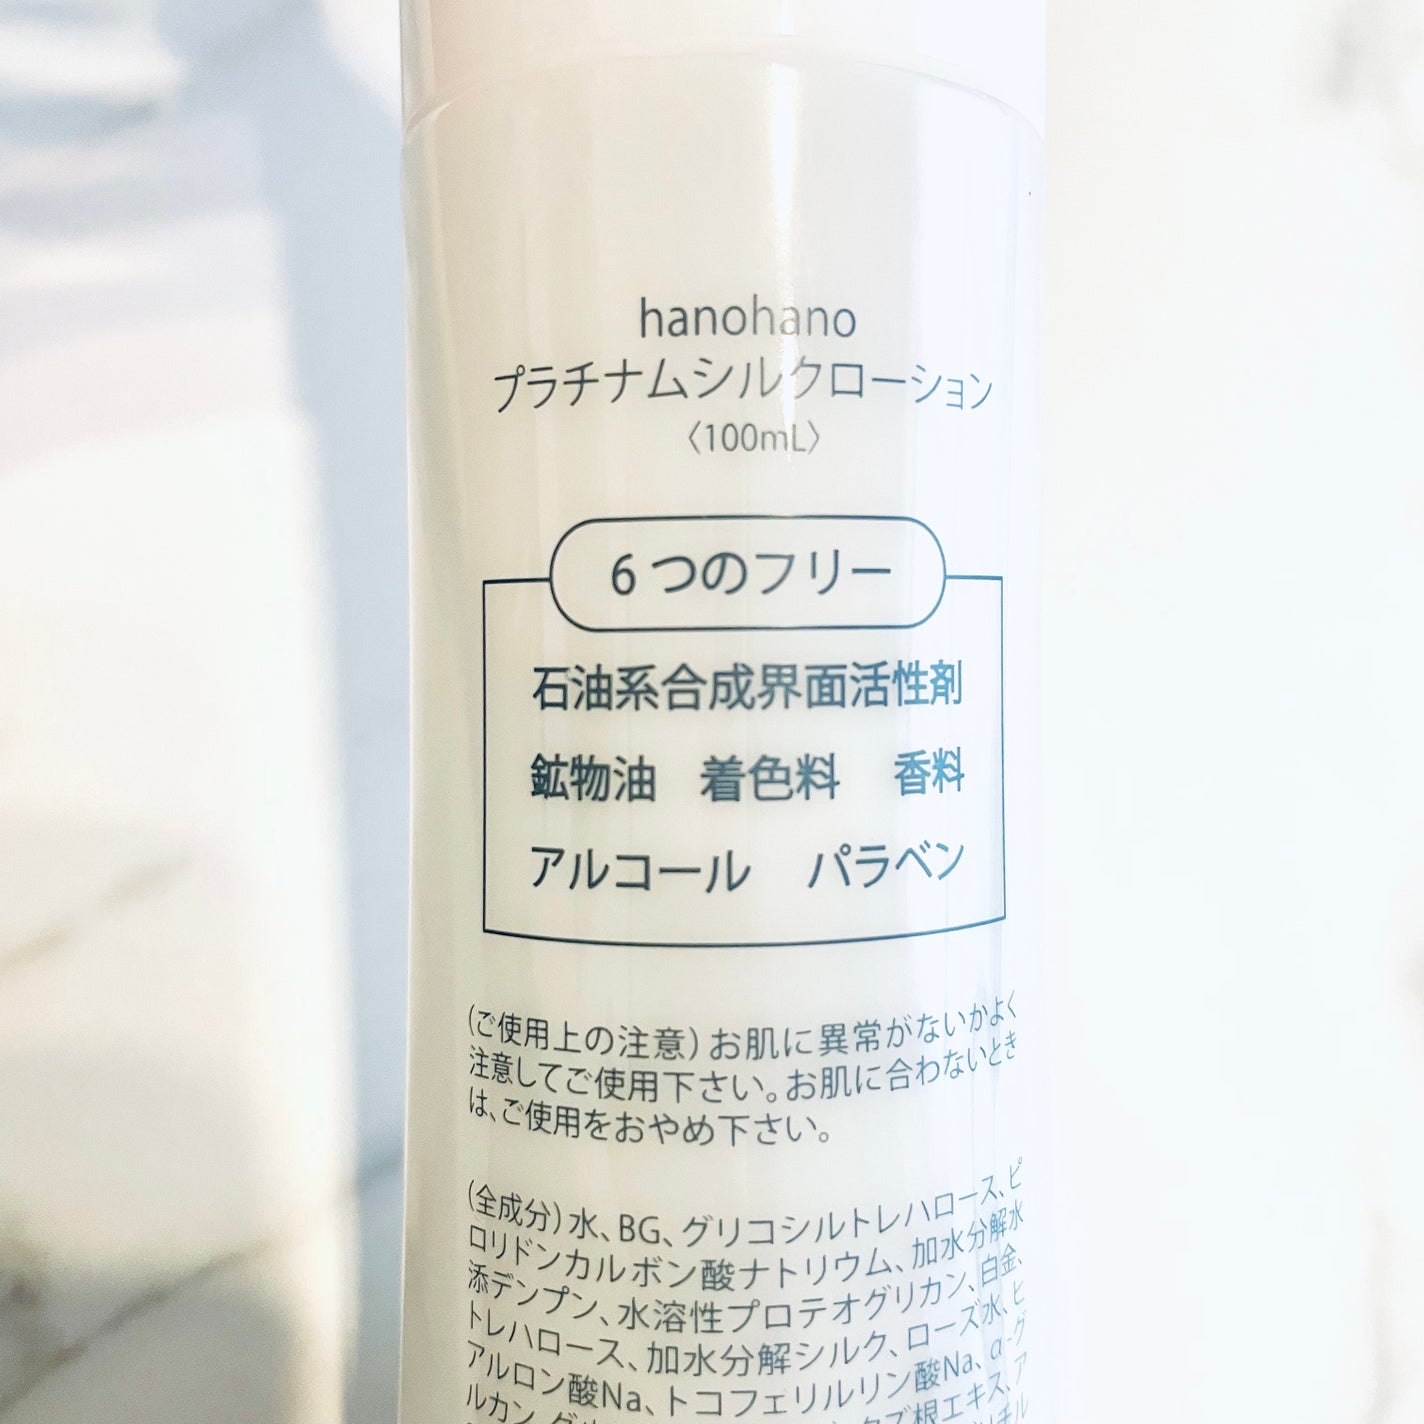 hanohano
プラチナムシルクローション
〈100mL〉
6つのフリー
石油系合成界面活性剤
鉱物油 着色料 香料
アルコール パラベン
(ご使用上の注意)お肌に異常がないかよく
注意してご使用下さい。お肌に合わないとき
は、ご使用をおやめ下さい。
(全成分)水、BG、グリコシルトレハロース、ピ
ロリドンカルボン酸ナトリウム、加水分解水
添デンプン、水溶性プロテオグリカン、白金、
トレハロース、加水分解シルク、ローズ水、ヒ
アルロン酸Na、トコフェリルリン酸Na、α-グ
ルカン、 根エキス、ア